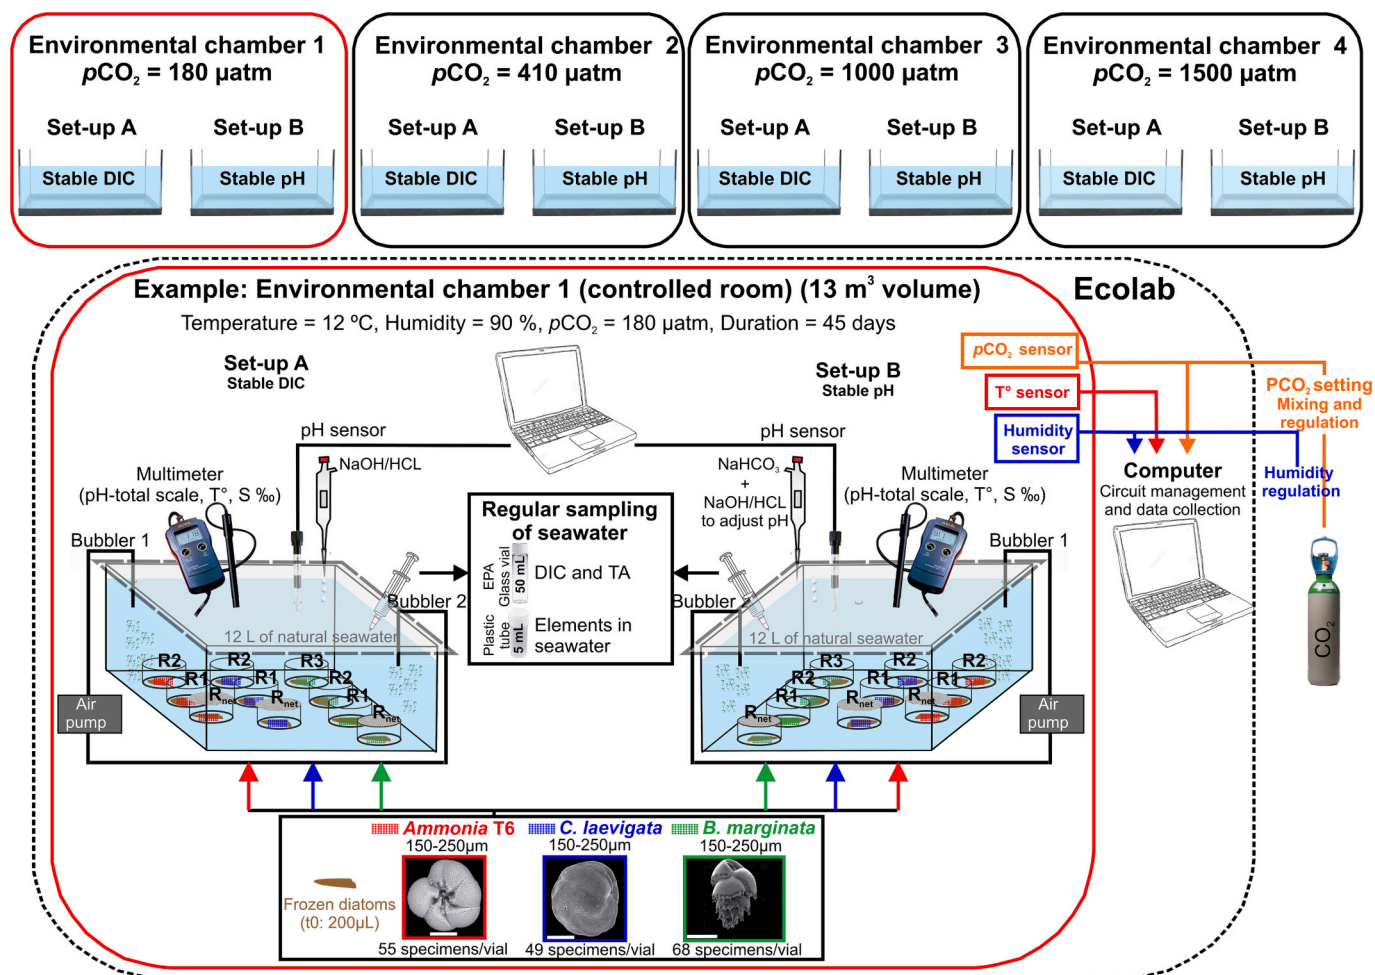 Environmental chamber 1
pCO₂ = 180 µatm
Set-up A
Set-up B
Stable DIC
Stable pH
Environmental chamber 2
pCO₂ = 410 µatm
Set-up A
Set-up B
Stable DIC
Stable pH
Environmental chamber 3
pCO₂ = 1000 µatm
Set-up A
Set-up B
Stable DIC
Stable pH
Environmental chamber 4
pCO₂ = 1500 µatm
Set-up A
Set-up B
Stable DIC
Stable pH
Example: Environmental chamber 1 (controlled room) (13 m³ volume)
Ecolab
Temperature = 12 ºC, Humidity = 90 %, pCO₂ = 180 µatm, Duration = 45 days
Set-up A
Stable DIC
Set-up B
Stable pH
pCO₂ sensor
T° sensor
Humidity
sensor
PCO₂ setting
Mixing and
regulation
Humidity
regulation
Computer
Circuit management
and data collection
CO₂
pH sensor
NaOH/HCL
Multimeter
(pH-total scale, T°, S ‰)
Bubbler 1
Bubbler 2
12 L of natural seawater
Air
pump
R2
R2
R3
R1
R1
R2
R1
Rnet
Rnet
Rnet
Regular sampling
of seawater
EPA
Glass vial
50 mL
DIC and TA
Plastic
tube
5 mL
Elements in
seawater
pH sensor
NaHCO₃
+
NaOH/HCL
to adjust pH
Multimeter
(pH-total scale, T°, S ‰)
Bubbler 1
Bubbler
12 L of natural seawater
Air
pump
R3
R2
R2
R2
R1
R1
R1
Rnet
Rnet
Rnet
Frozen diatoms
(t0: 200µL)
Ammonia T6
150-250µm
55 specimens/vial
C. laevigata
150-250µm
49 specimens/vial
B. marginata
150-250µm
68 specimens/vial